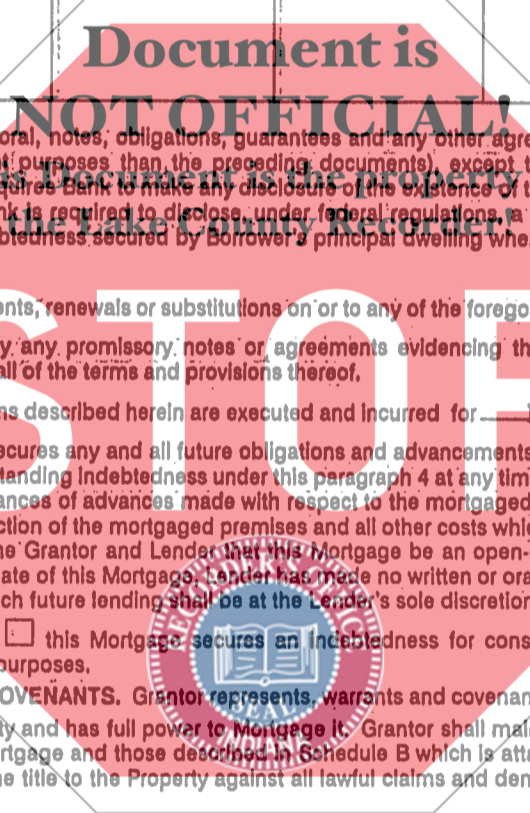 Document is
NOT OFFICIAL!
oral, notes, obligations, guarantees and any other agre
t purposes than the preceding documents), except
is Document is the property
quires Bank to make any disclosure of the existence of
nk is required to disclose under federal regulations a
the Lake County Recorder!
btedness secured by Borrower's principal dwelling whe
ents, renewals or substitutions on or to any of the forego
STOP
y any promissory notes or agreements evidencing th
all of the terms and provisions thereof.
ns described herein are executed and incurred for
ecures any and all future obligations and advancements
tanding indebtedness under this paragraph 4 at any tim
ances of advances made with respect to the mortgaged
ction of the mortgaged premises and all other costs whi
he Grantor and Lender that this Mortgage be an open-
ate of this Mortgage, Lender has made no written or ora
ch future lending shall be at the Lender's sole discretion
RECORDER'S OFFICE
this Mortgage secures an indebtedness for cons
purposes.
OVENANTS. Grantor represents, warrants and covenan
SEAL
ty and has full power to Mortgage it. Grantor shall mai
INDIANA
rtgage and those described in Schedule B which is atta
e title to the Property against all lawful claims and den